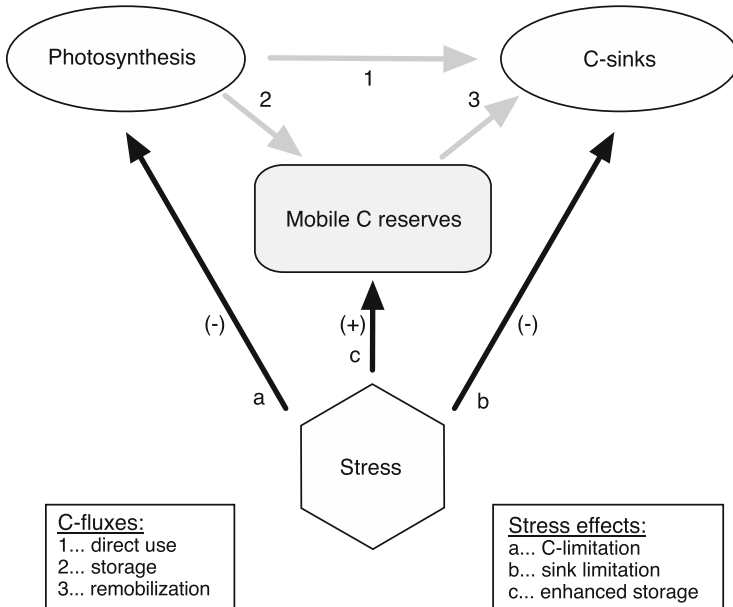 Photosynthesis
C-sinks
1
2
3
Mobile C reserves
(-)
(+)
(-)
c
a
b
Stress
C-fluxes:
1... direct use
2... storage
3... remobilization
Stress effects:
a... C-limitation
b... sink limitation
c... enhanced storage